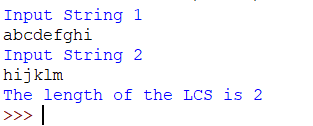 Input String 1
abcdefghi
Input String 2
hijklm
The length of the LCS is 2
>>>